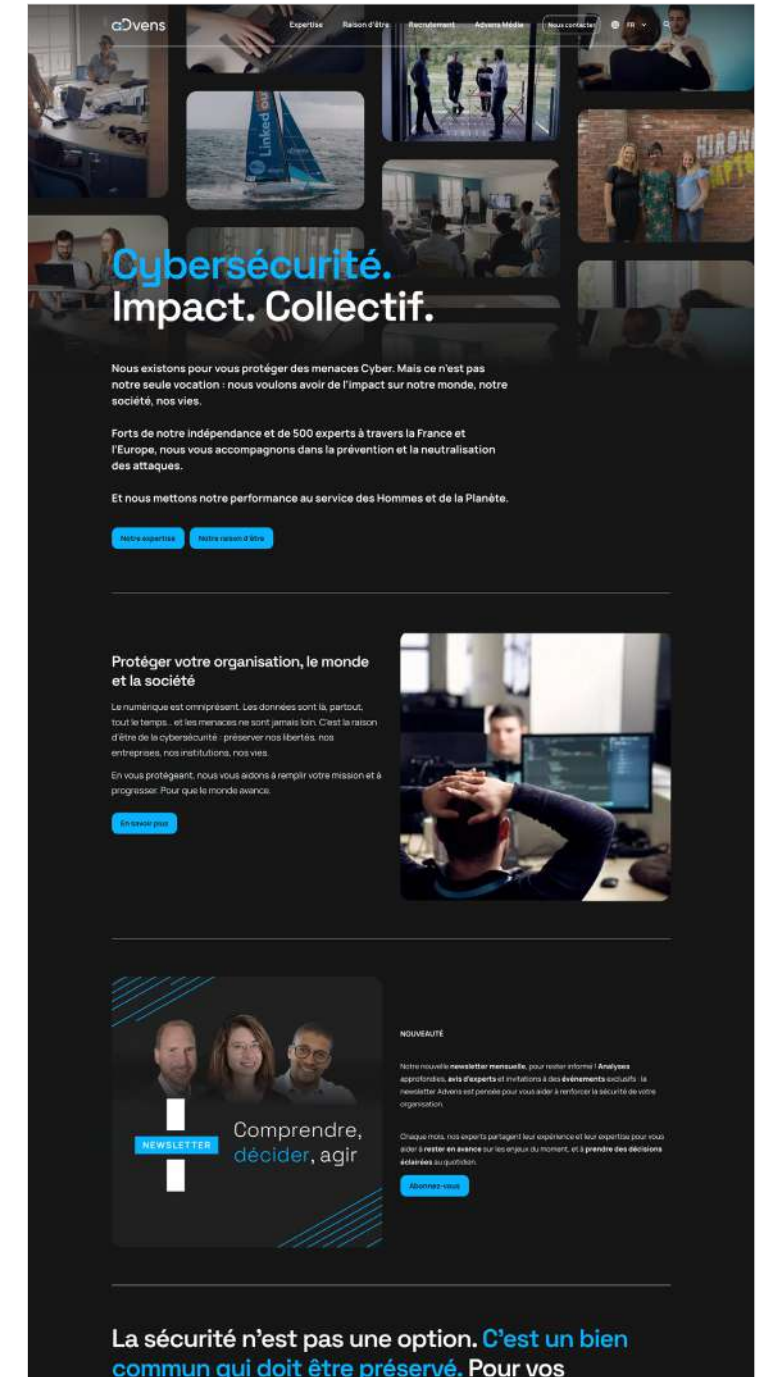 aDvens
Expertise Raison d'être Recrutement Advens Média Nous contacter FR
Linked
HIRON
Cybersécurité.
Impact. Collectif.
Nous existons pour vous protéger des menaces Cyber. Mais ce n'est pas
notre seule vocation : nous voulons avoir de l'impact sur notre monde, notre
société, nos vies.
Forts de notre indépendance et de 500 experts à travers la France et
l'Europe, nous vous accompagnons dans la prévention et la neutralisation
des attaques.
Et nous mettons notre performance au service des Hommes et de la Planète.
Notre expertise Notre raison d'être
Protéger votre organisation, le monde
et la société
Le numérique est omniprésent. Les données sont là, partout,
tout le temps... et les menaces ne sont jamais loin. C'est la raison
d'être de la cybersécurité : préserver nos libertés, nos
entreprises, nos institutions, nos vies.
En vous protégeant, nous vous aidons à remplir votre mission et à
progresser. Pour que le monde avance.
En savoir plus
NEWSLETTER
Comprendre,
décider, agir
NOUVEAUTÉ
Notre nouvelle newsletter mensuelle, pour rester informé ! Analyses
approfondies, avis d'experts et invitations à des événements exclusifs : la
newsletter Advens est pensée pour vous aider à renforcer la sécurité de votre
organisation.
Chaque mois, nos experts partagent leur expérience et leur expertise pour vous
aider à rester en avance sur les enjeux du moment, et à prendre des décisions
éclairées au quotidien.
Abonnez-vous
La sécurité n'est pas une option. C'est un bien
commun qui doit être préservé. Pour vos